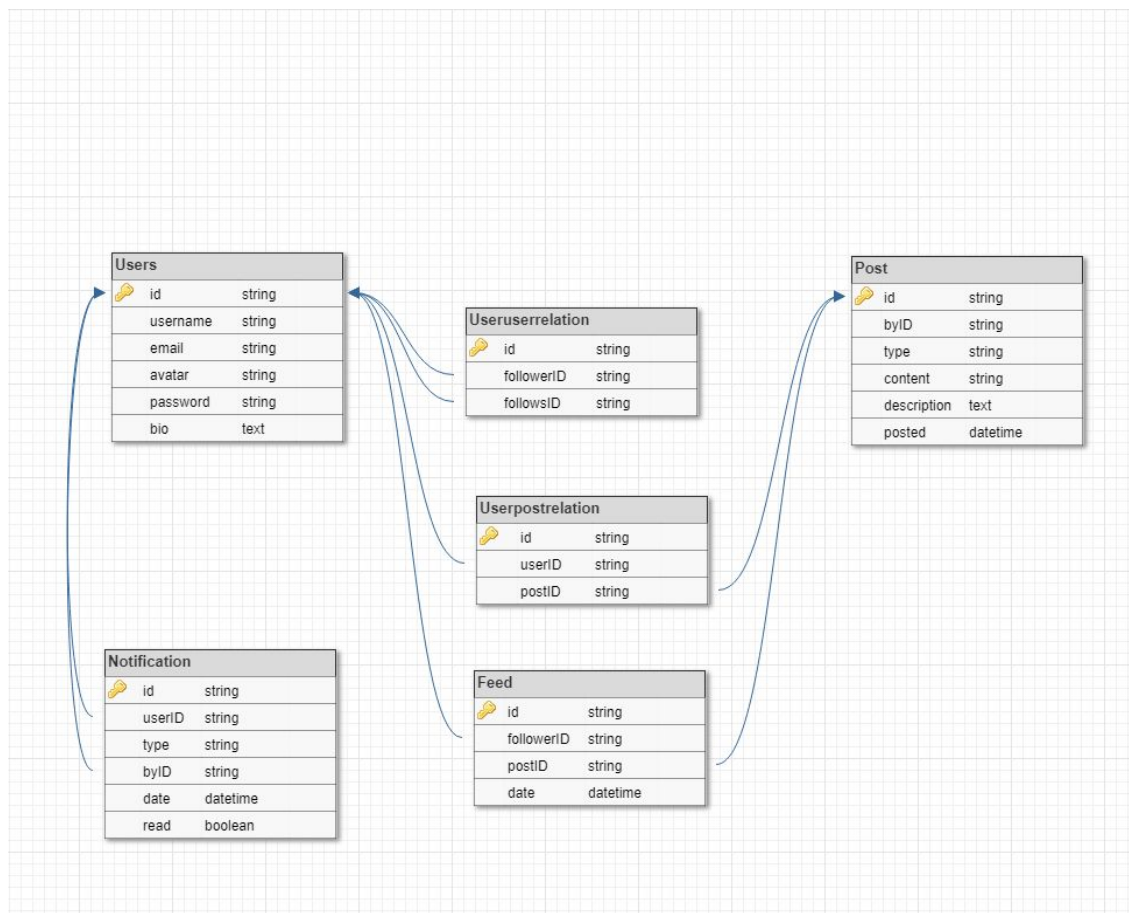 Users
id string
username string
email string
avatar string
password string
bio text
Useruserrelation
id string
followerID string
followsID string
Post
id string
byID string
type string
content string
description text
posted datetime
Userpostrelation
id string
userID string
postID string
Notification
id string
userID string
type string
byID string
date datetime
read boolean
Feed
id string
followerID string
postID string
date datetime